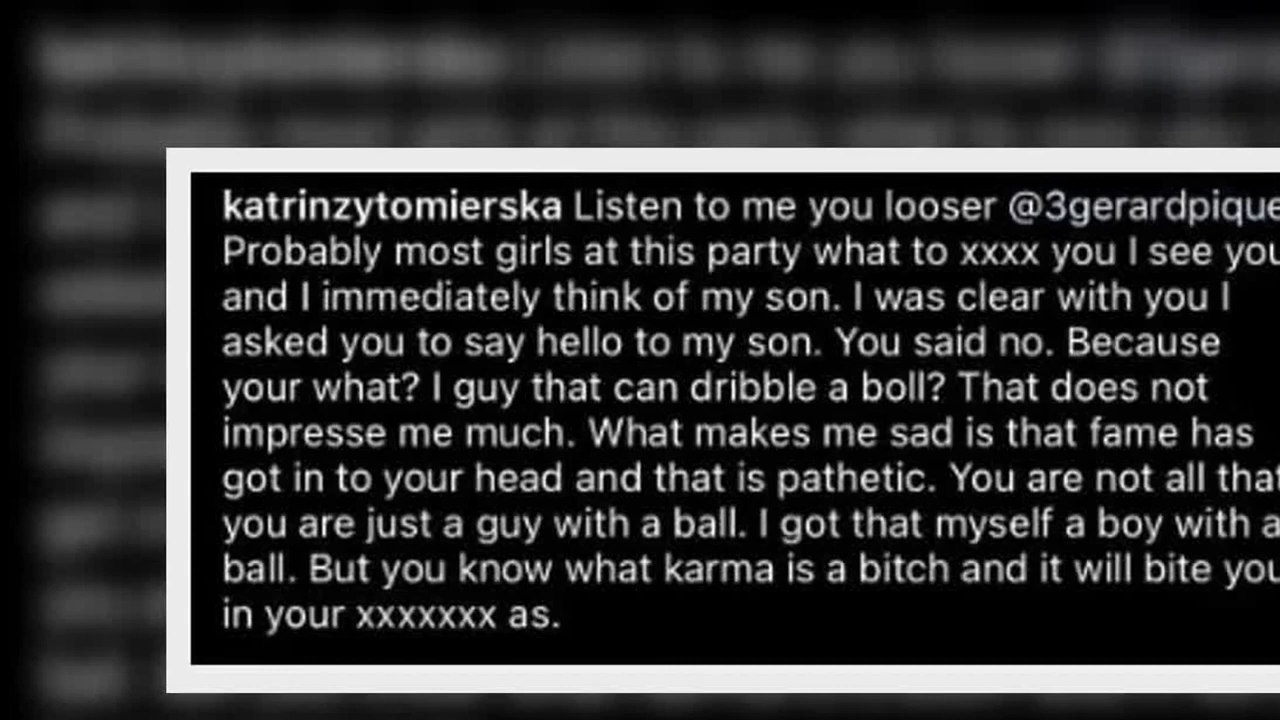 katrinzytomierska Listen to me you looser @3gerardpique
Probably most girls at this party what to xxxx you I see you
and I immediately think of my son. I was clear with you I
asked you to say hello to my son. You said no. Because
your what? I guy that can dribble a boll? That does not
impresse me much. What makes me sad is that fame has
got in to your head and that is pathetic. You are not all that
you are just a guy with a ball. I got that myself a boy with a
ball. But you know what karma is a bitch and it will bite you
in your xxxxxxx as.